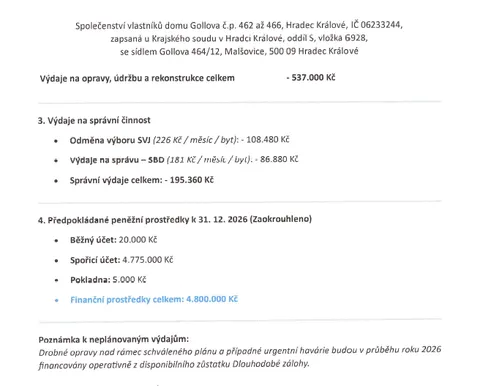 Společenství vlastníků domu Gollova č.p. 462 až 466, Hradec Králové, IČ 06233244,
zapsaná u Krajského soudu v Hradci Králové, oddíl S, vložka 6928,
se sídlem Gollova 464/12, Malšovice, 500 09 Hradec Králové
Výdaje na opravy, údržbu a rekonstrukce celkem - 537.000 Kč
3. Výdaje na správní činnost
• Odměna výboru SVJ (226 Kč / měsíc / byt): - 108.480 Kč
• Výdaje na správu – SBD (181 Kč / měsíc / byt): - 86.880 Kč
• Správní výdaje celkem: - 195.360 Kč
4. Předpokládané peněžní prostředky k 31. 12. 2026 (Zaokrouhleno)
• Běžný účet: 20.000 Kč
• Spořicí účet: 4.775.000 Kč
• Pokladna: 5.000 Kč
• Finanční prostředky celkem: 4.800.000 Kč
Poznámka k neplánovaným výdajům:
Drobné opravy nad rámec schváleného plánu a případné urgentní havárie budou v průběhu roku 2026
financovány operativně z disponibilního zůstatku Dlouhodobé zálohy.